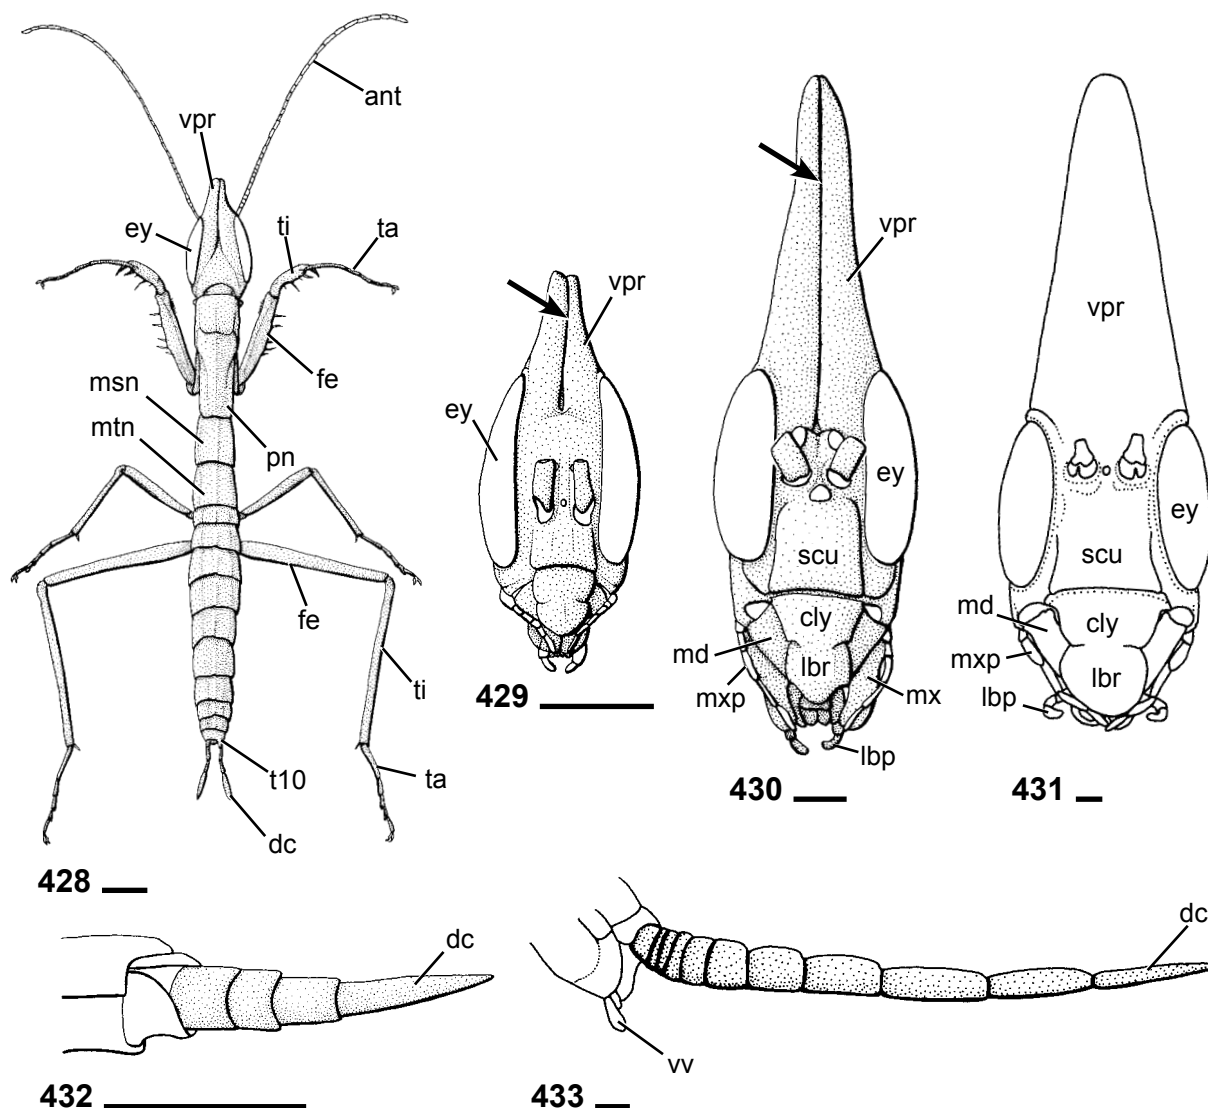 ant
vpr
ey
ti
ta
fe
msn
mtn
pn
fe
ti
t10
ta
dc
428
vpr
ey
429
vpr
ey
scu
cly
md
lbr
mxp
mx
lbp
430
vpr
ey
scu
md
cly
mxp
lbr
lbp
431
dc
432
dc
vv
433